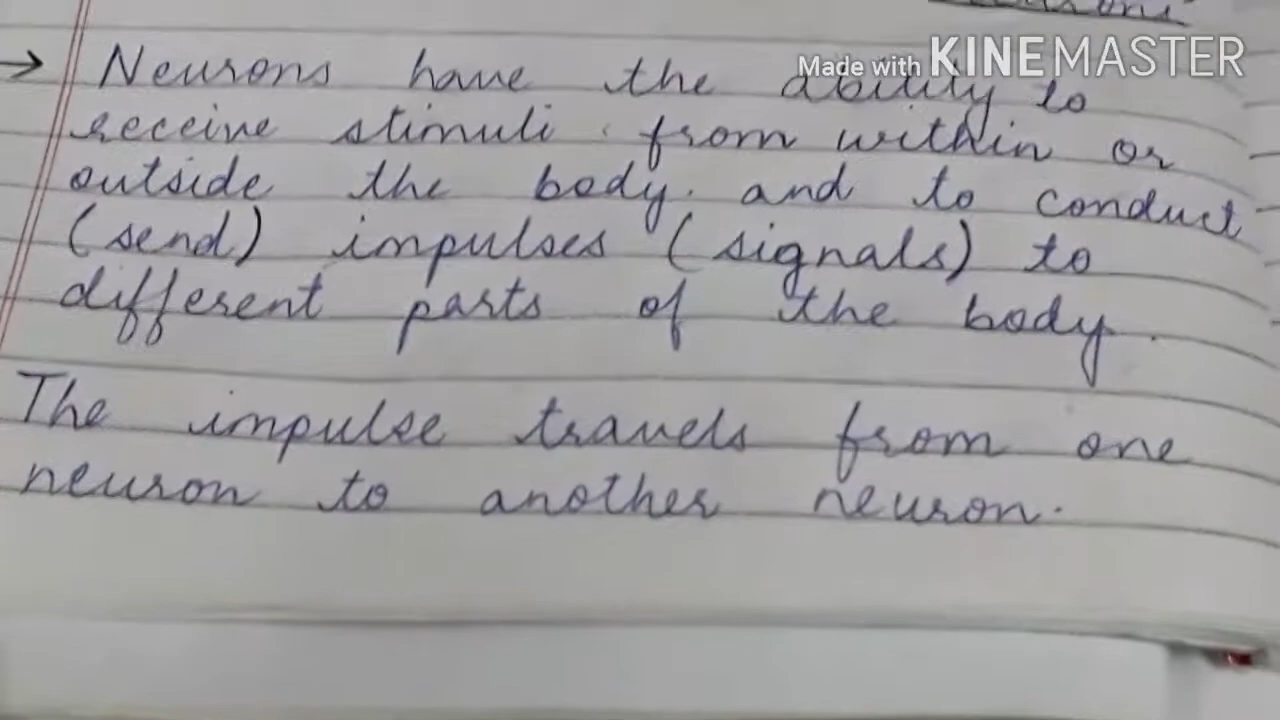 Made with KINEMASTER
→ Neurons have the ability to
receive stimuli from within or
outside the body. and to conduct
(send) impulses (signals) to
different parts of the body.
The impulse travels from one
neuron to another neuron.